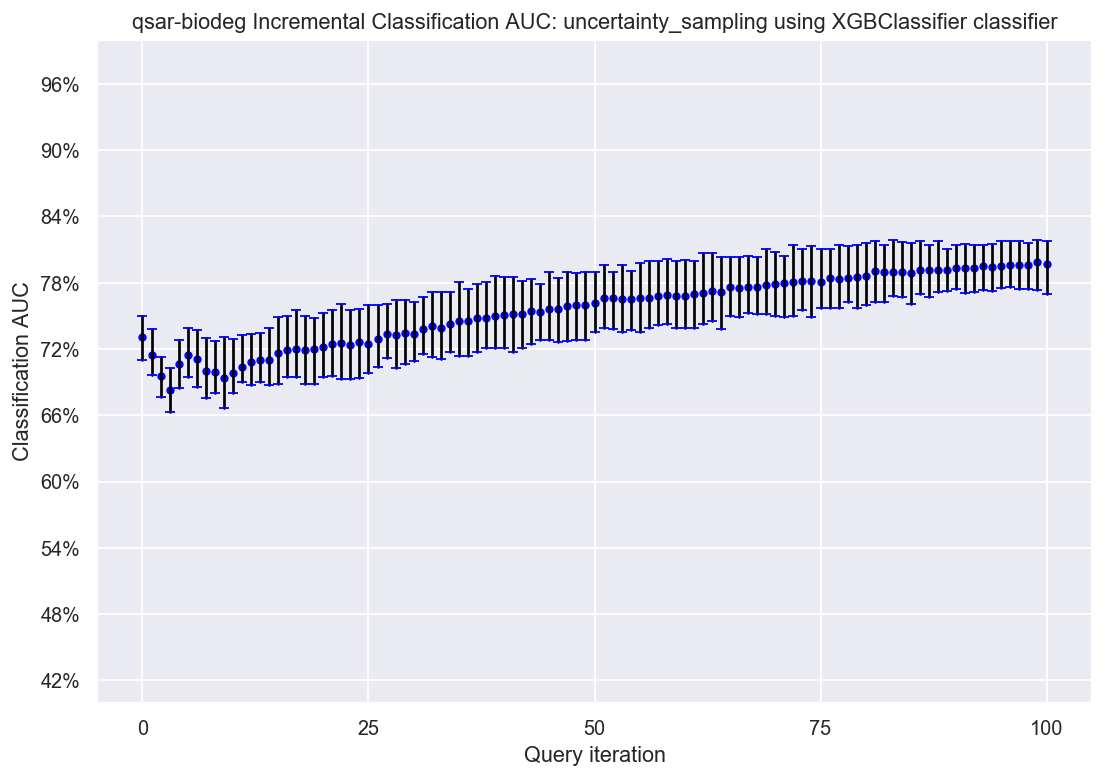 qsar-biodeg Incremental Classification AUC: uncertainty_sampling using XGBClassifier classifier
96%
90%
84%
78%
72%
66%
60%
54%
48%
42%
Classification AUC
0 25 50 75 100
Query iteration